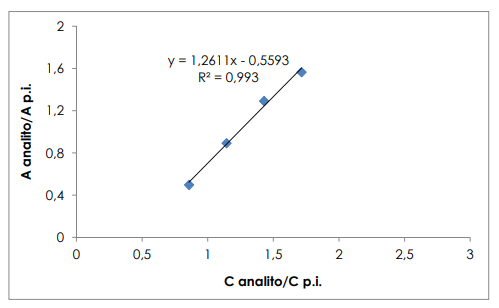 2
y = 1,2611x - 0,5593
R² = 0,993
1,6
1,2
0,8
0,4
0
A analito/A p.i.
0 0,5 1 1,5 2 2,5 3
C analito/C p.i.